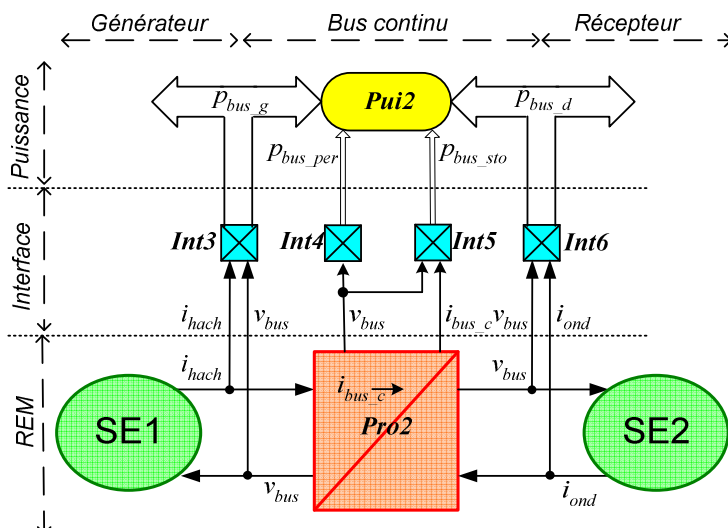 Générateur
Bus continu
Récepteur
Puissance
p_bus_g
Pui2
p_bus_d
p_bus_per
p_bus_sto
Interface
Int3
Int4
Int5
Int6
i_hach
v_bus
v_bus
i_bus_c
v_bus
i_ond
REM
i_hach
i_bus_c
v_bus
SE1
Pro2
SE2
v_bus
i_ond